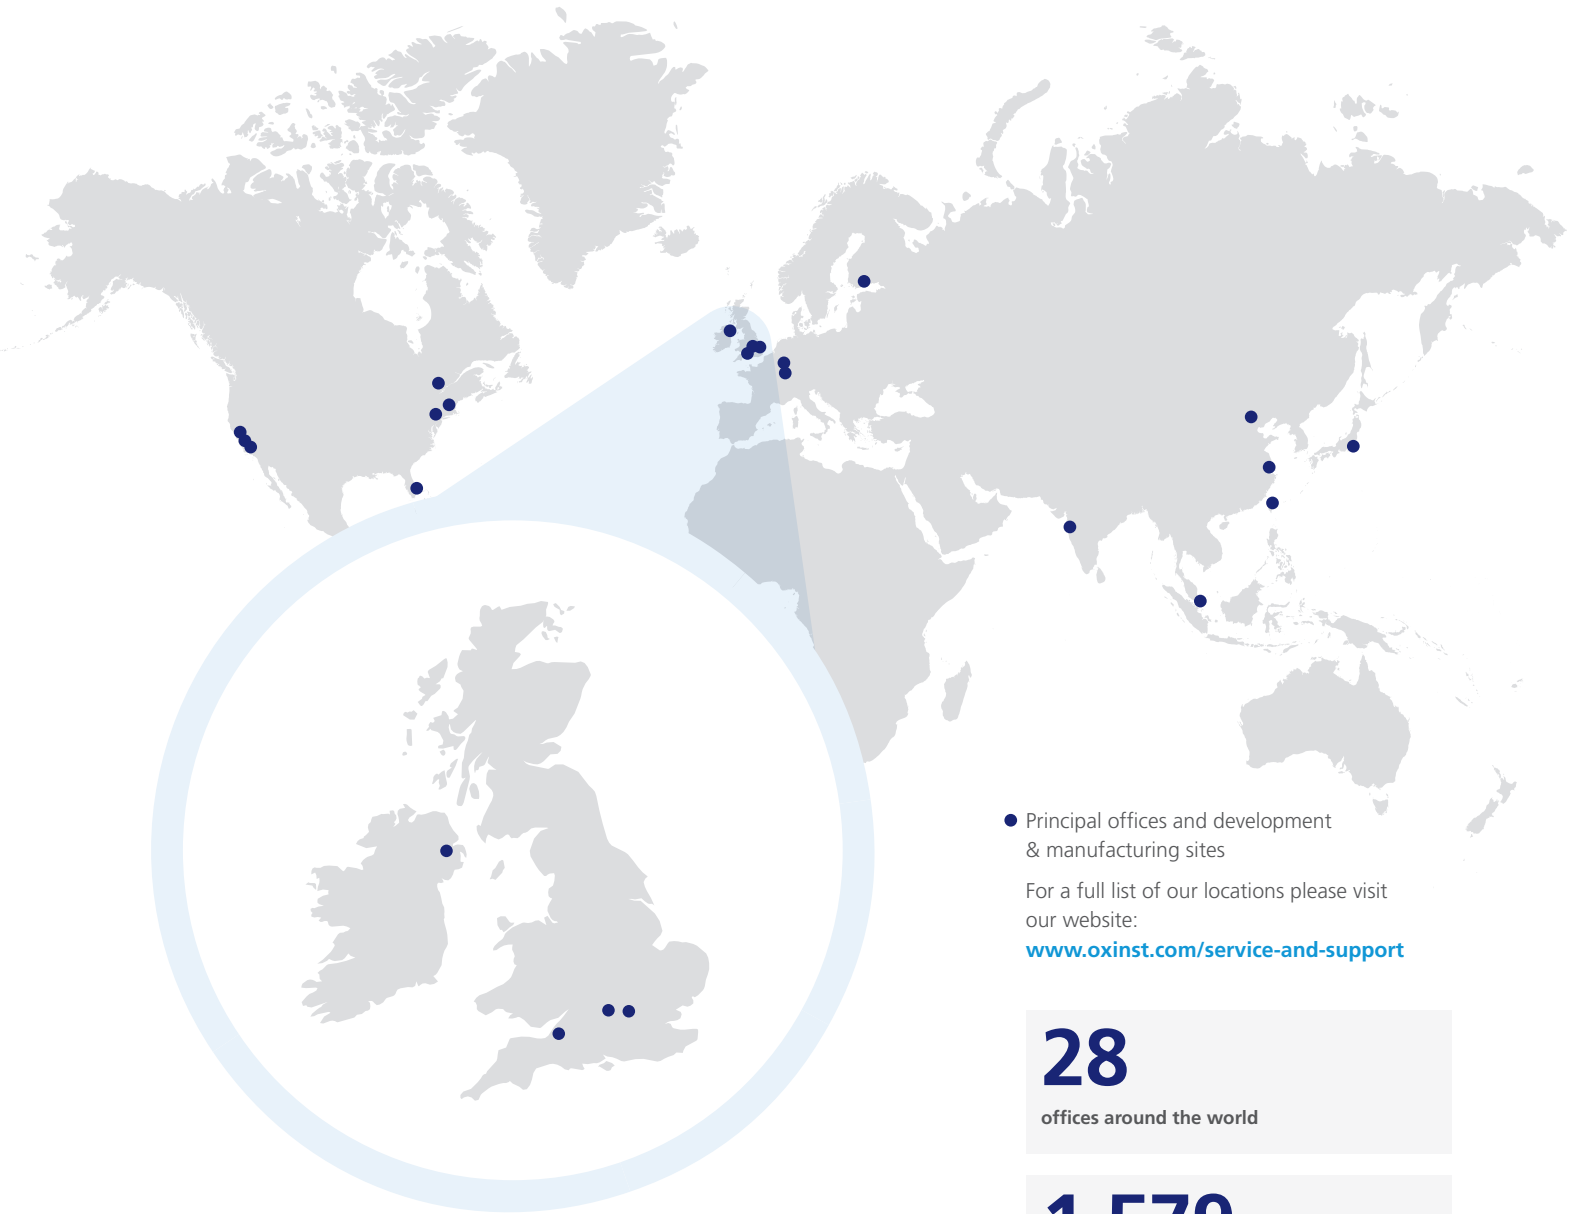 Principal offices and development
& manufacturing sites
For a full list of our locations please visit
our website:
www.oxinst.com/service-and-support
28
offices around the world